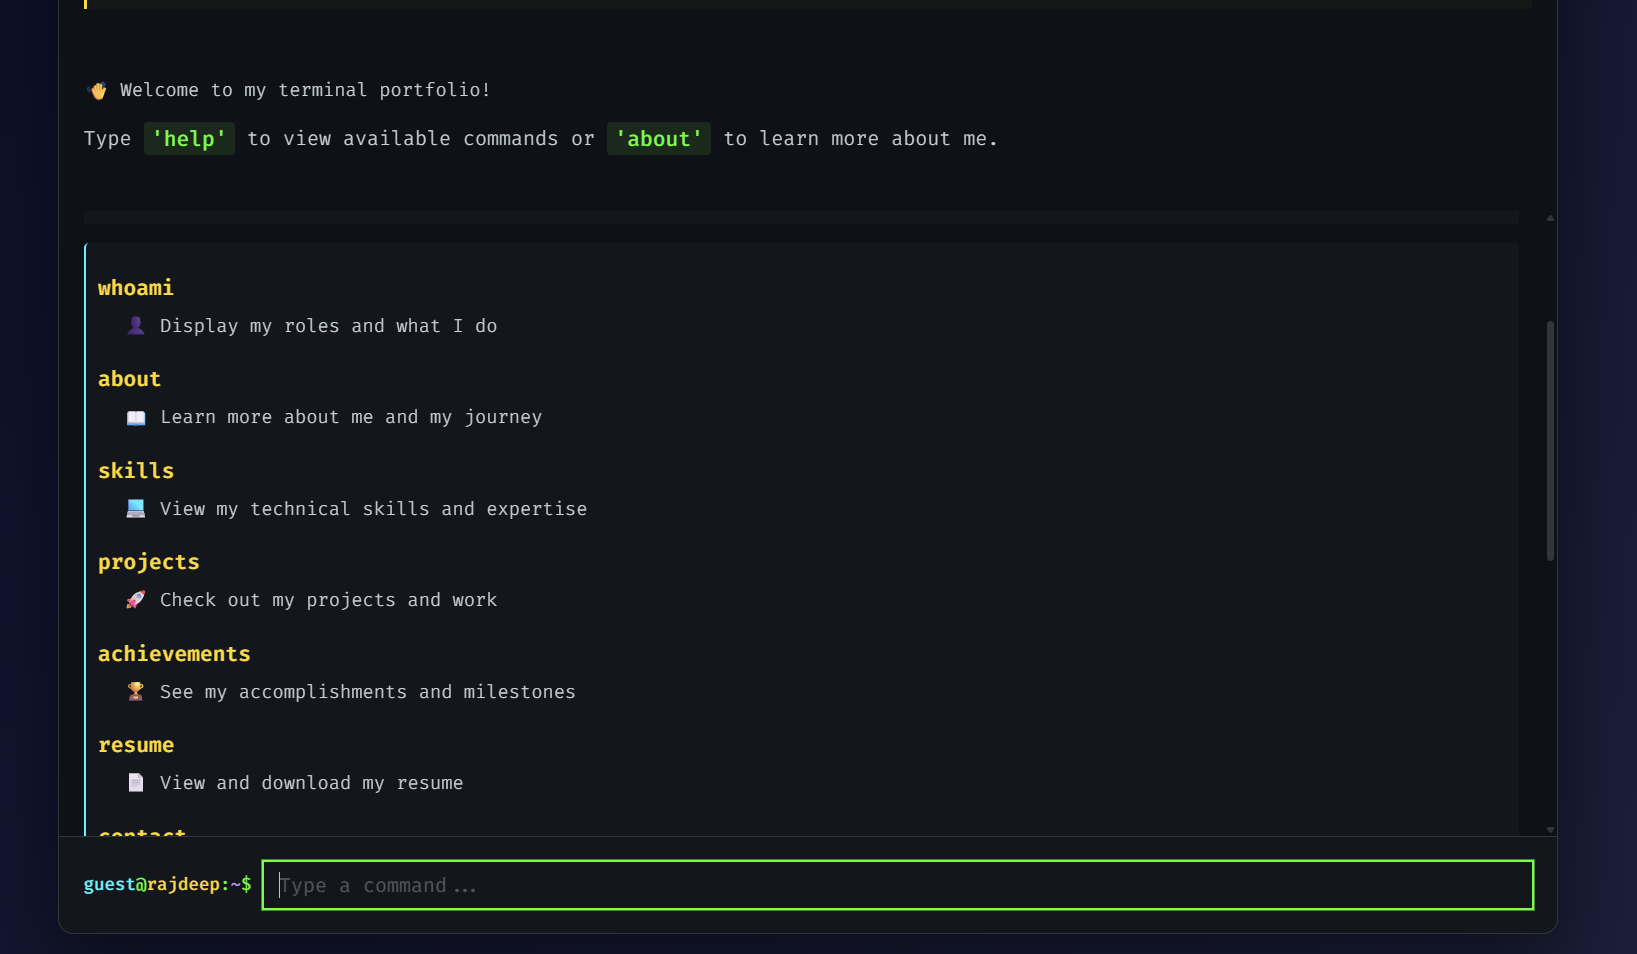 👋 Welcome to my terminal portfolio!
Type 'help' to view available commands or 'about' to learn more about me.
whoami
👤 Display my roles and what I do
about
📖 Learn more about me and my journey
skills
💻 View my technical skills and expertise
projects
🚀 Check out my projects and work
achievements
🏆 See my accomplishments and milestones
resume
📄 View and download my resume
contact
guest@rajdeep:~$ Type a command...